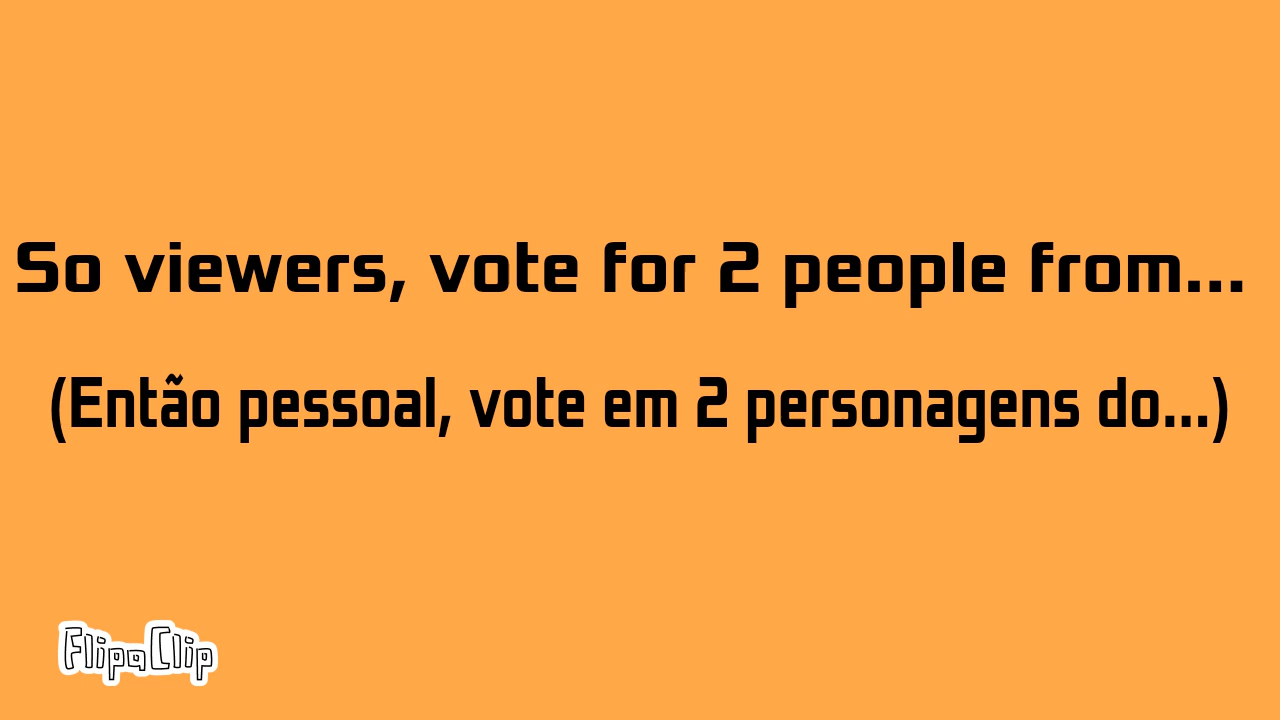 So viewers, vote for 2 people from...
(Então pessoal, vote em 2 personagens do...)
FlipaClip